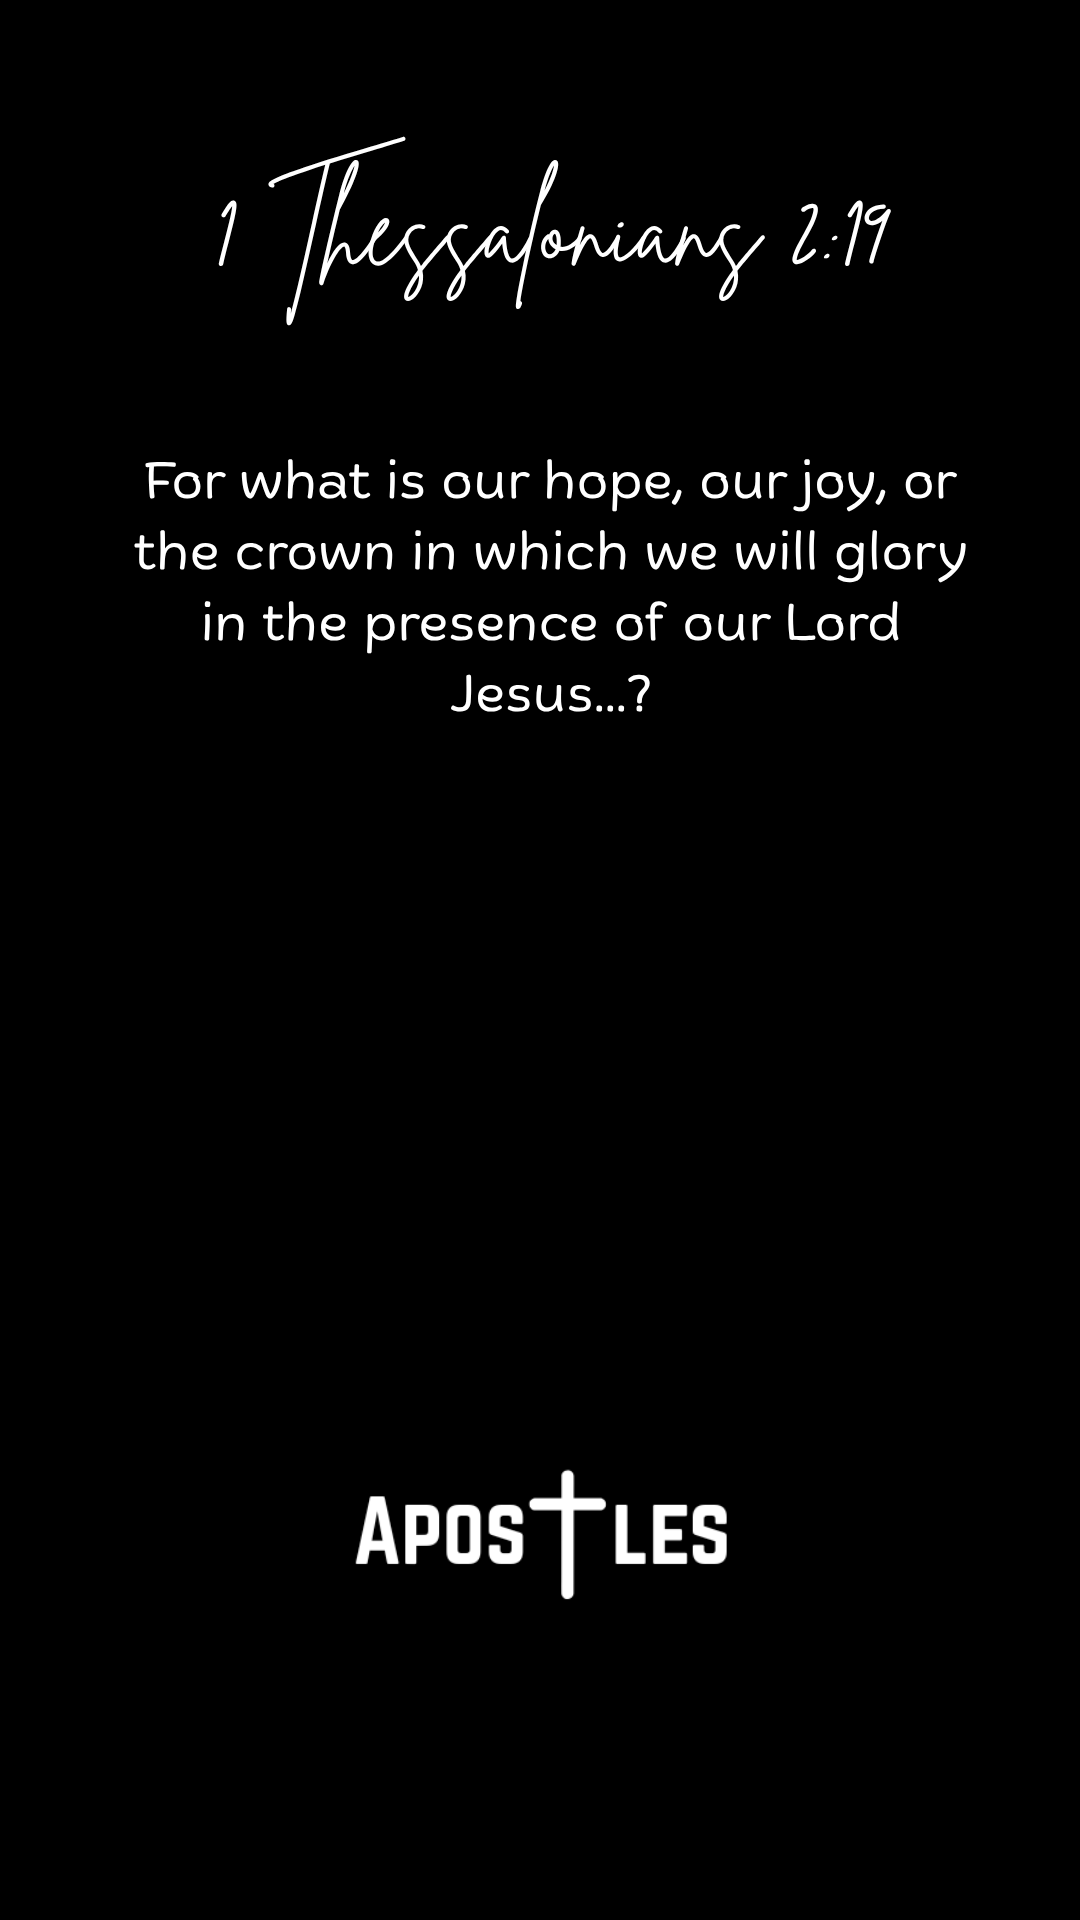 1 Thessalonians 2:19
For what is our hope, our joy, or
the crown in which we will glory
in the presence of our Lord
Jesus...?
APOSTLES